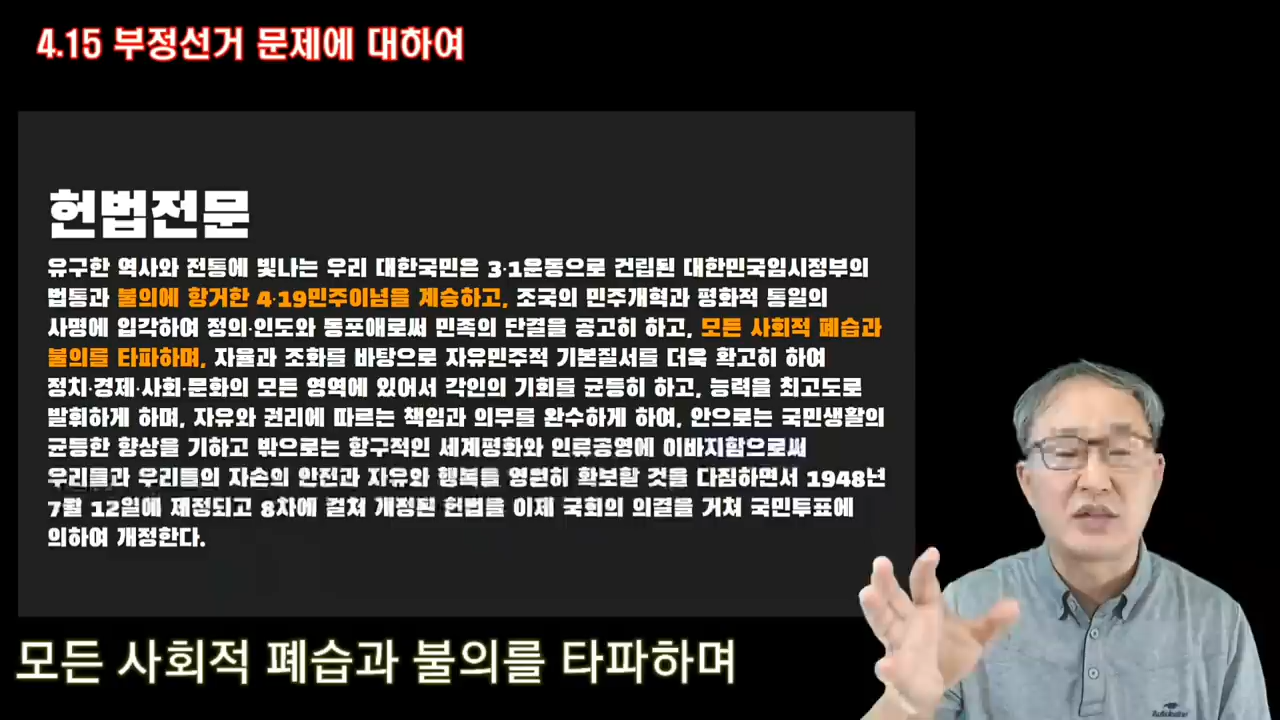 4.15 부정선거 문제에 대하여
헌법전문
유구한 역사와 전통에 빛나는 우리 대한국민은 3·1운동으로 건립된 대한민국임시정부의
법통과 불의에 항거한 4·19민주이념을 계승하고, 조국의 민주개혁과 평화적 통일의
사명에 입각하여 정의·인도와 동포애로써 민족의 단결을 공고히 하고, 모든 사회적 폐습과
불의를 타파하며, 자율과 조화를 바탕으로 자유민주적 기본질서를 더욱 확고히 하여
정치·경제·사회·문화의 모든 영역에 있어서 각인의 기회를 균등히 하고, 능력을 최고도로
발휘하게 하며, 자유와 권리에 따르는 책임과 의무를 완수하게 하여, 안으로는 국민생활의
균등한 향상을 기하고 밖으로는 항구적인 세계평화와 인류공영에 이바지함으로써
우리들과 우리들의 자손의 안전과 자유와 행복을 영원히 확보할 것을 다짐하면서 1948년
7월 12일에 제정되고 8차에 걸쳐 개정된 헌법을 이제 국회의 의결을 거쳐 국민투표에
의하여 개정한다.
모든 사회적 폐습과 불의를 타파하며